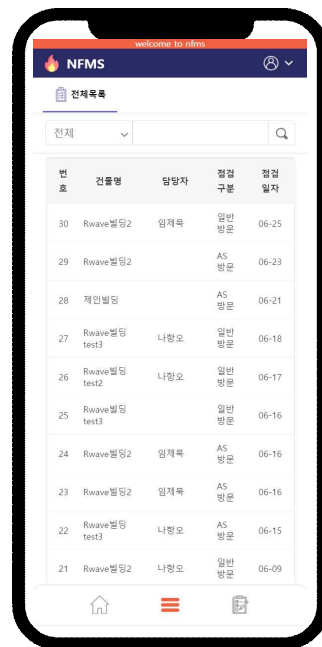 welcome to nfms
NFMS
전체목록
전체
번 건물명 담당자 점검 점검
호 구분 일자
30 Rwave빌딩2 임제묵 일반 06-25
방문
29 Rwave빌딩2 AS 06-23
방문
28 제인빌딩 AS 06-21
방문
27 Rwave빌딩 나항오 일반 06-18
test3 방문
26 Rwave빌딩 나항오 일반 06-17
test2 방문
25 Rwave빌딩 일반 06-16
test3 방문
24 Rwave빌딩2 임제묵 AS 06-16
방문
23 Rwave빌딩2 임제묵 AS 06-16
방문
22 Rwave빌딩 나항오 AS 06-15
test3 방문
21 Rwave빌딩2 나항오 일반 06-09
방문